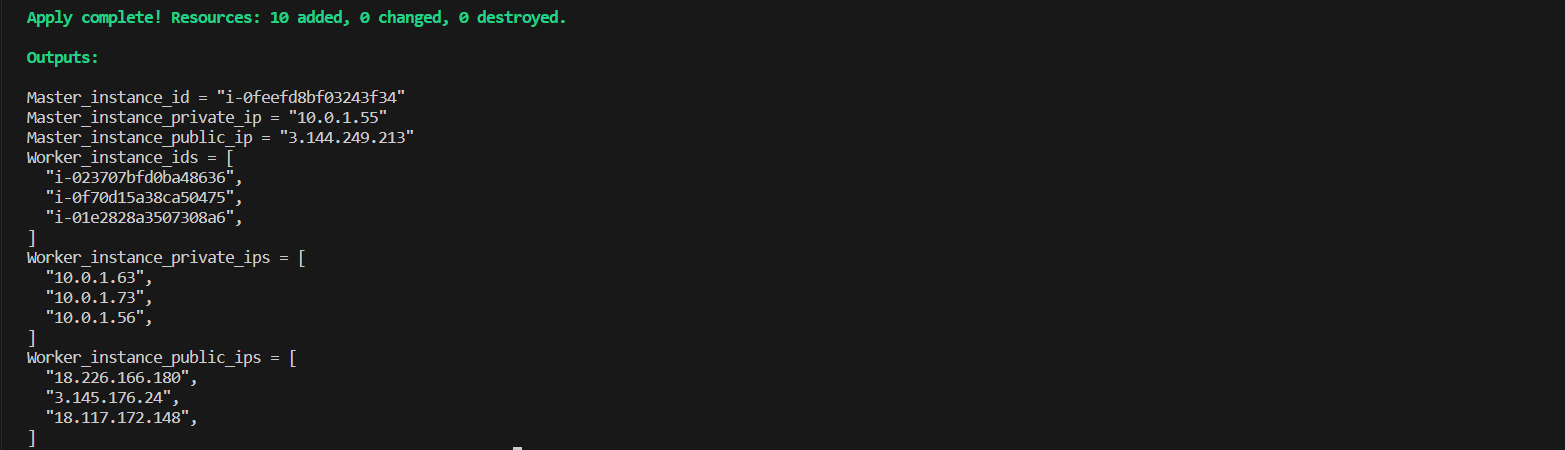 Apply complete! Resources: 10 added, 0 changed, 0 destroyed.
Outputs:
Master_instance_id = "i-0feefd8bf03243f34"
Master_instance_private_ip = "10.0.1.55"
Master_instance_public_ip = "3.144.249.213"
Worker_instance_ids = [
  "i-023707bfd0ba48636",
  "i-0f70d15a38ca50475",
  "i-01e2828a3507308a6",
]
Worker_instance_private_ips = [
  "10.0.1.63",
  "10.0.1.73",
  "10.0.1.56",
]
Worker_instance_public_ips = [
  "18.226.166.180",
  "3.145.176.24",
  "18.117.172.148",
]